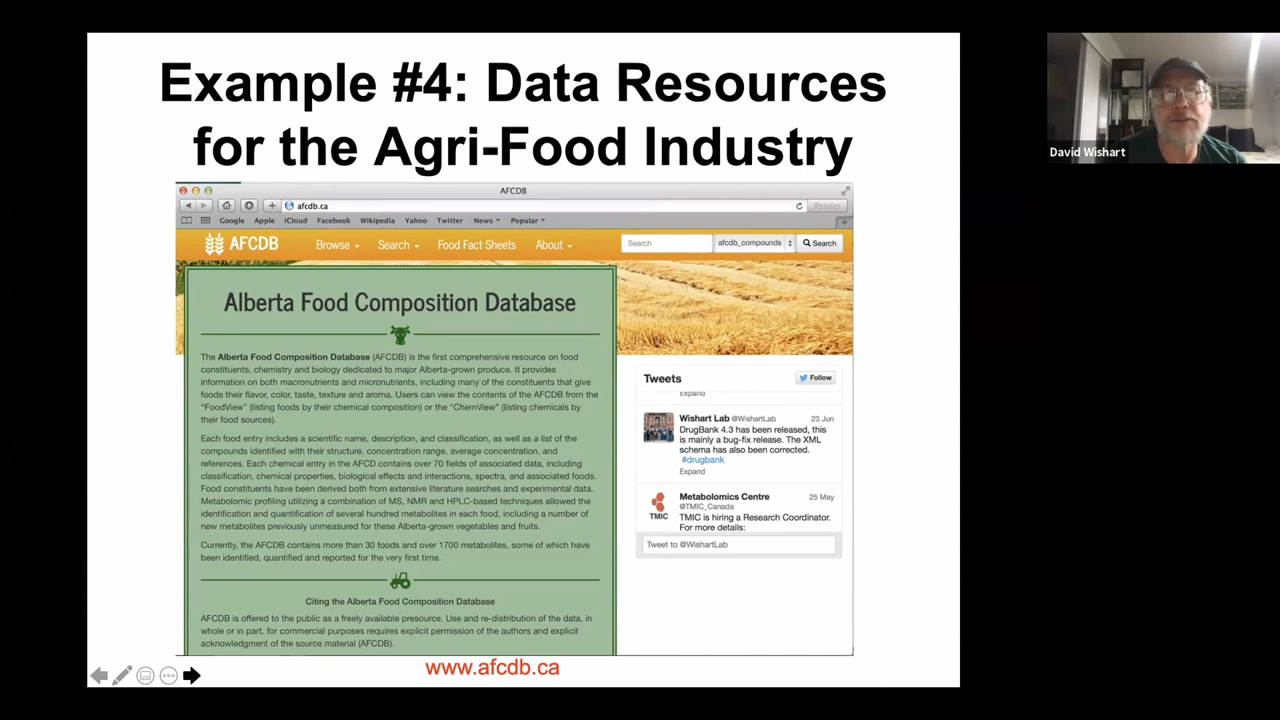 Example #4: Data Resources
for the Agri-Food Industry
AFCDB
afcdb.ca
Reader
Google Apple iCloud Facebook Wikipedia Yahoo Twitter News Popular
AFCDB
Browse Search Food Fact Sheets About
Search afcdb_compounds Search
Alberta Food Composition Database
The Alberta Food Composition Database (AFCDB) is the first comprehensive resource on food
constituents, chemistry and biology dedicated to major Alberta-grown produce. It provides
information on both macronutrients and micronutrients, including many of the constituents that give
foods their flavor, color, taste, texture and aroma. Users can view the contents of the AFCDB from the
“FoodView” (listing foods by their chemical composition) or the “ChemView” (listing chemicals by
their food sources).
Each food entry includes a scientific name, description, and classification, as well as a list of the
compounds identified with their structure, concentration range, average concentration, and
references. Each chemical entry in the AFCD contains over 70 fields of associated data, including
classification, chemical properties, biological effects and interactions, spectra, and associated foods.
Food constituents have been derived both from extensive literature searches and experimental data.
Metabolomic profiling utilizing a combination of MS, NMR and HPLC-based techniques allowed the
identification and quantification of several hundred metabolites in each food, including a number of
new metabolites previously unmeasured for these Alberta-grown vegetables and fruits.
Currently, the AFCDB contains more than 30 foods and over 1700 metabolites, some of which have
been identified, quantified and reported for the very first time.
Citing the Alberta Food Composition Database
AFCDB is offered to the public as a freely available presource. Use and re-distribution of the data, in
whole or in part, for commercial purposes requires explicit permission of the authors and explicit
acknowledgment of the source material (AFCDB).
Tweets
Follow
Expand
Wishart Lab @WishartLab 23 Jun
DrugBank 4.3 has been released, this
is mainly a bug-fix release. The XML
schema has also been corrected.
#drugbank
Expand
TMIC
Metabolomics Centre 25 May
@TMIC_Canada
TMIC is hiring a Research Coordinator.
For more details:
Tweet to @WishartLab
www.afcdb.ca
David Wishart